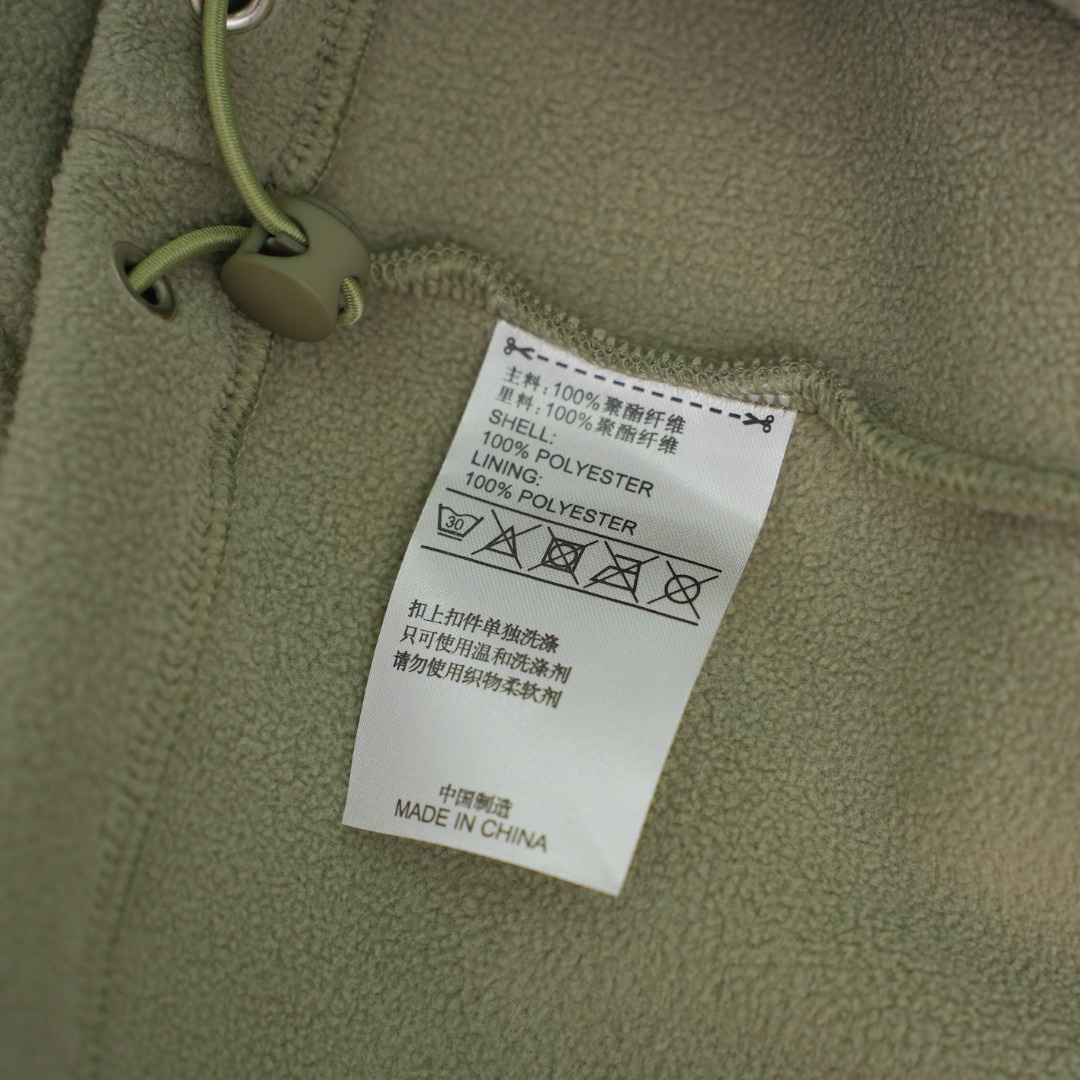 主料:100%聚酯纤维
里料:100%聚酯纤维
SHELL:
100% POLYESTER
LINING:
100% POLYESTER
30
扣上扣件单独洗涤
只可使用温和洗涤剂
请勿使用织物柔软剂
中国制造
MADE IN CHINA